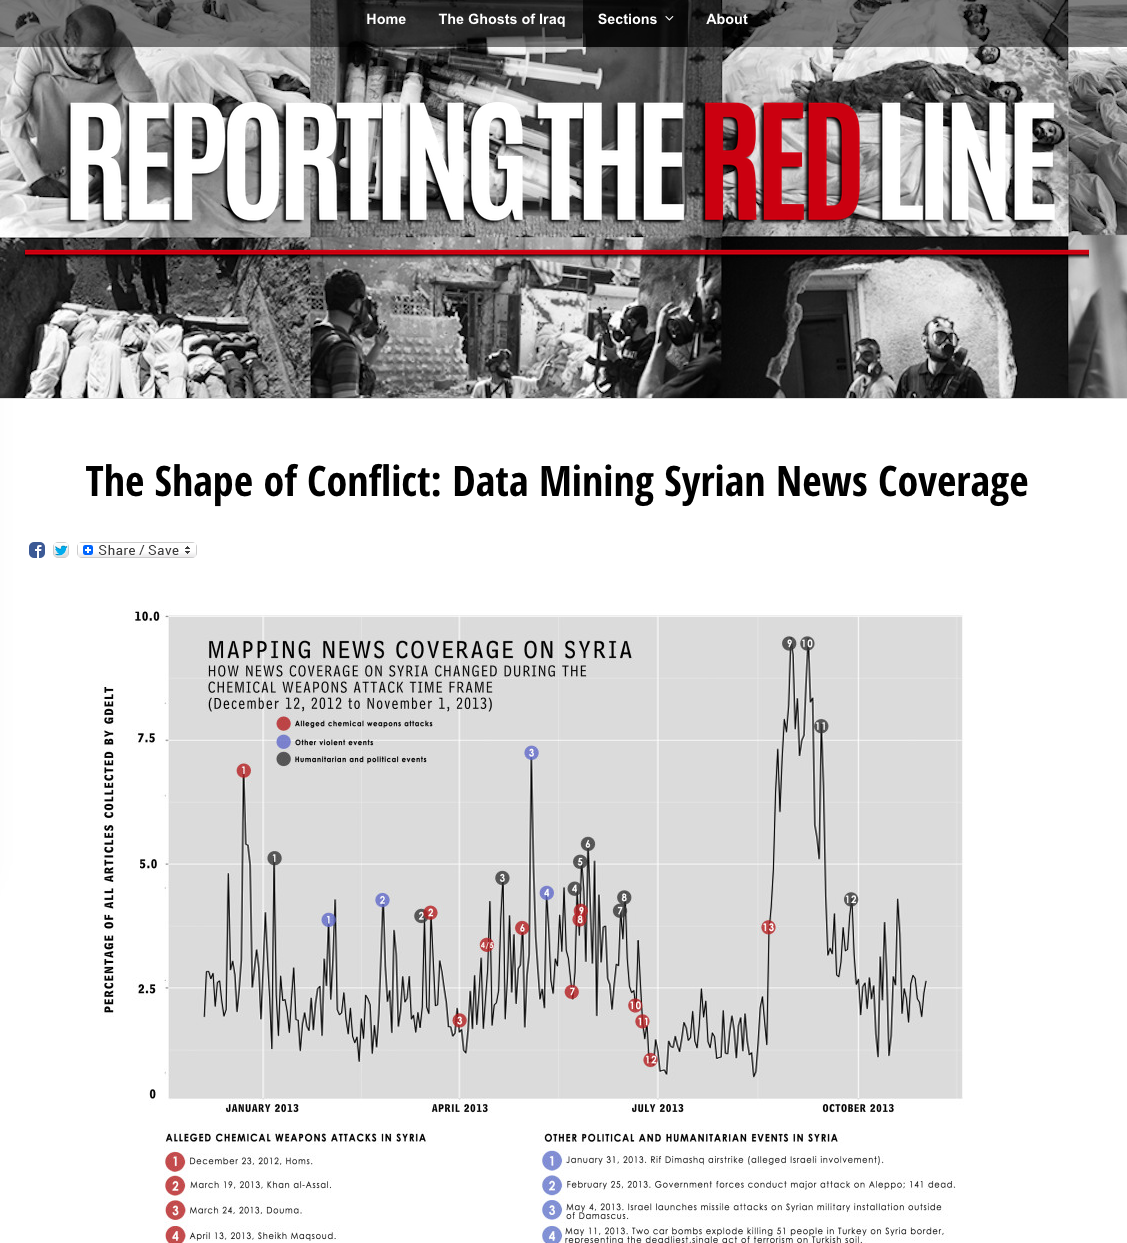 Home The Ghosts of Iraq Sections About
REPORTING THE RED LINE
The Shape of Conflict: Data Mining Syrian News Coverage
Share / Save
10.0
MAPPING NEWS COVERAGE ON SYRIA
HOW NEWS COVERAGE ON SYRIA CHANGED DURING THE
CHEMICAL WEAPONS ATTACK TIME FRAME
(December 12, 2012 to November 1, 2013)
Alleged chemical weapons attacks
Other violent events
Humanitarian and political events
PERCENTAGE OF ALL ARTICLES COLLECTED BY GDELT
7.5
5.0
2.5
0
9 10
11
1
3
1
6
5
3
4
2
4
8
12
1
2
2
9
7
8
6
13
4/5
7
10
3
11
12
JANUARY 2013 APRIL 2013 JULY 2013 OCTOBER 2013
ALLEGED CHEMICAL WEAPONS ATTACKS IN SYRIA
1 December 23, 2012, Homs.
2 March 19, 2013, Khan al-Assal.
3 March 24, 2013, Douma.
4 April 13, 2013, Sheikh Maqsoud.
OTHER POLITICAL AND HUMANITARIAN EVENTS IN SYRIA
1 January 31, 2013. Rif Dimashq airstrike (alleged Israeli involvement).
2 February 25, 2013. Government forces conduct major attack on Aleppo; 141 dead.
3 May 4, 2013. Israel launches missile attacks on Syrian military installation outside
of Damascus.
4 May 11, 2013. Two car bombs explode killing 51 people in Turkey on Syria border,
representing the deadliest single act of terrorism on Turkish soil.